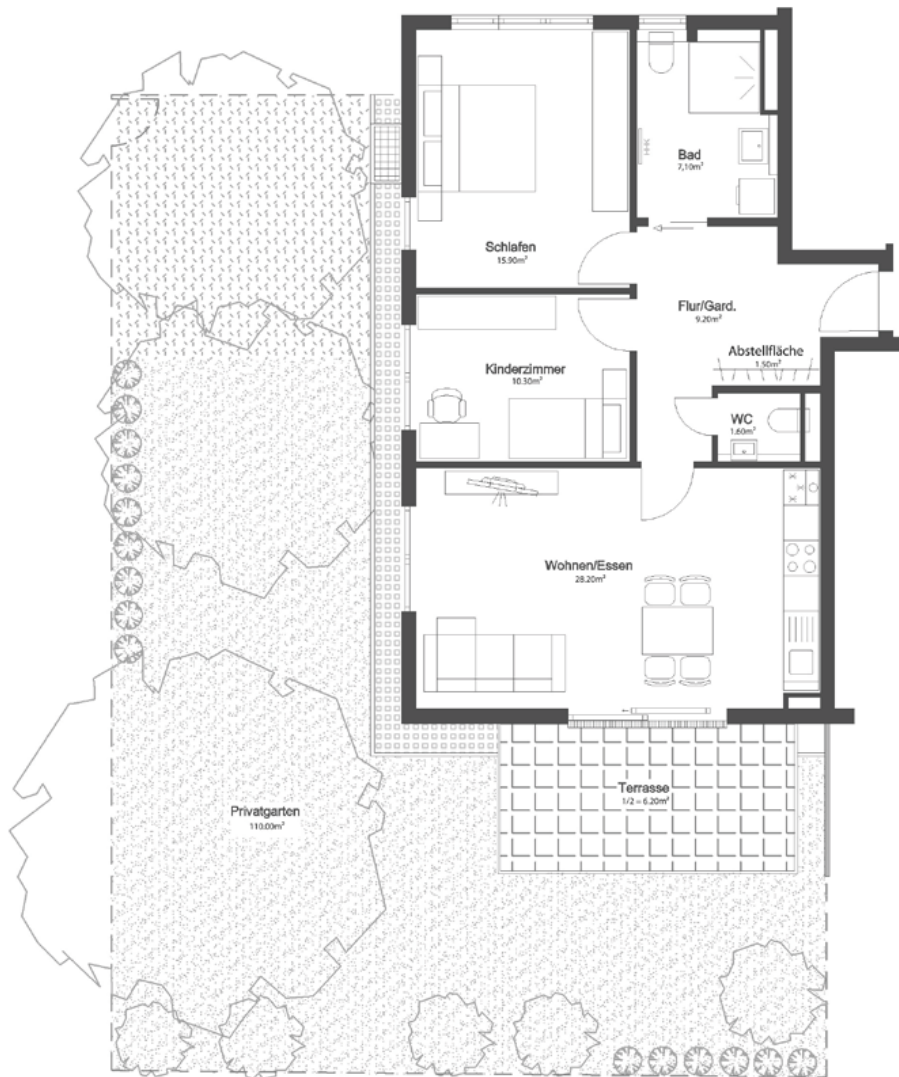 Bad
7,10m²
Schlafen
15.90m²
Flur/Gard.
9.20m²
Abstellfläche
1.50m²
Kinderzimmer
10.30m²
WC
1.60m²
Wohnen/Essen
28.20m²
Terrasse
1/2 = 6.20m²
Privatgarten
110.00m²